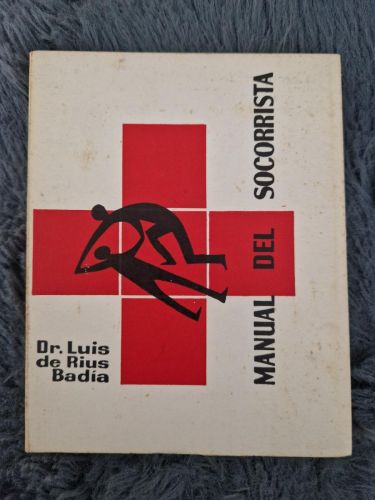 Dr. Luis
de Rius
Badía
MANUAL DEL SOCORRISTA